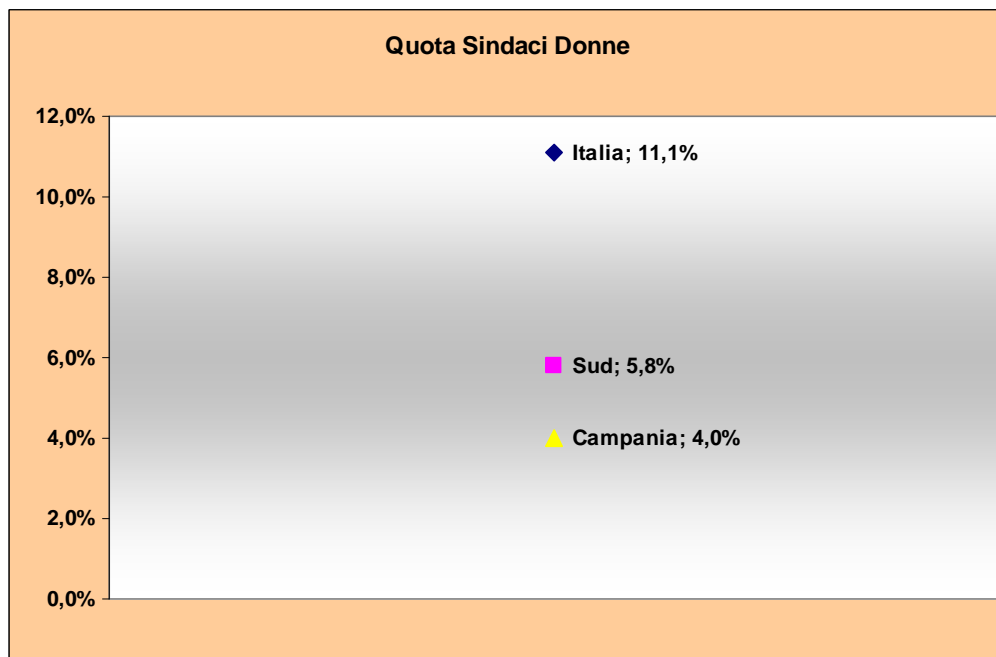 Quota Sindaci Donne
12,0%
10,0%
8,0%
6,0%
4,0%
2,0%
0,0%
Italia; 11,1%
Sud; 5,8%
Campania; 4,0%